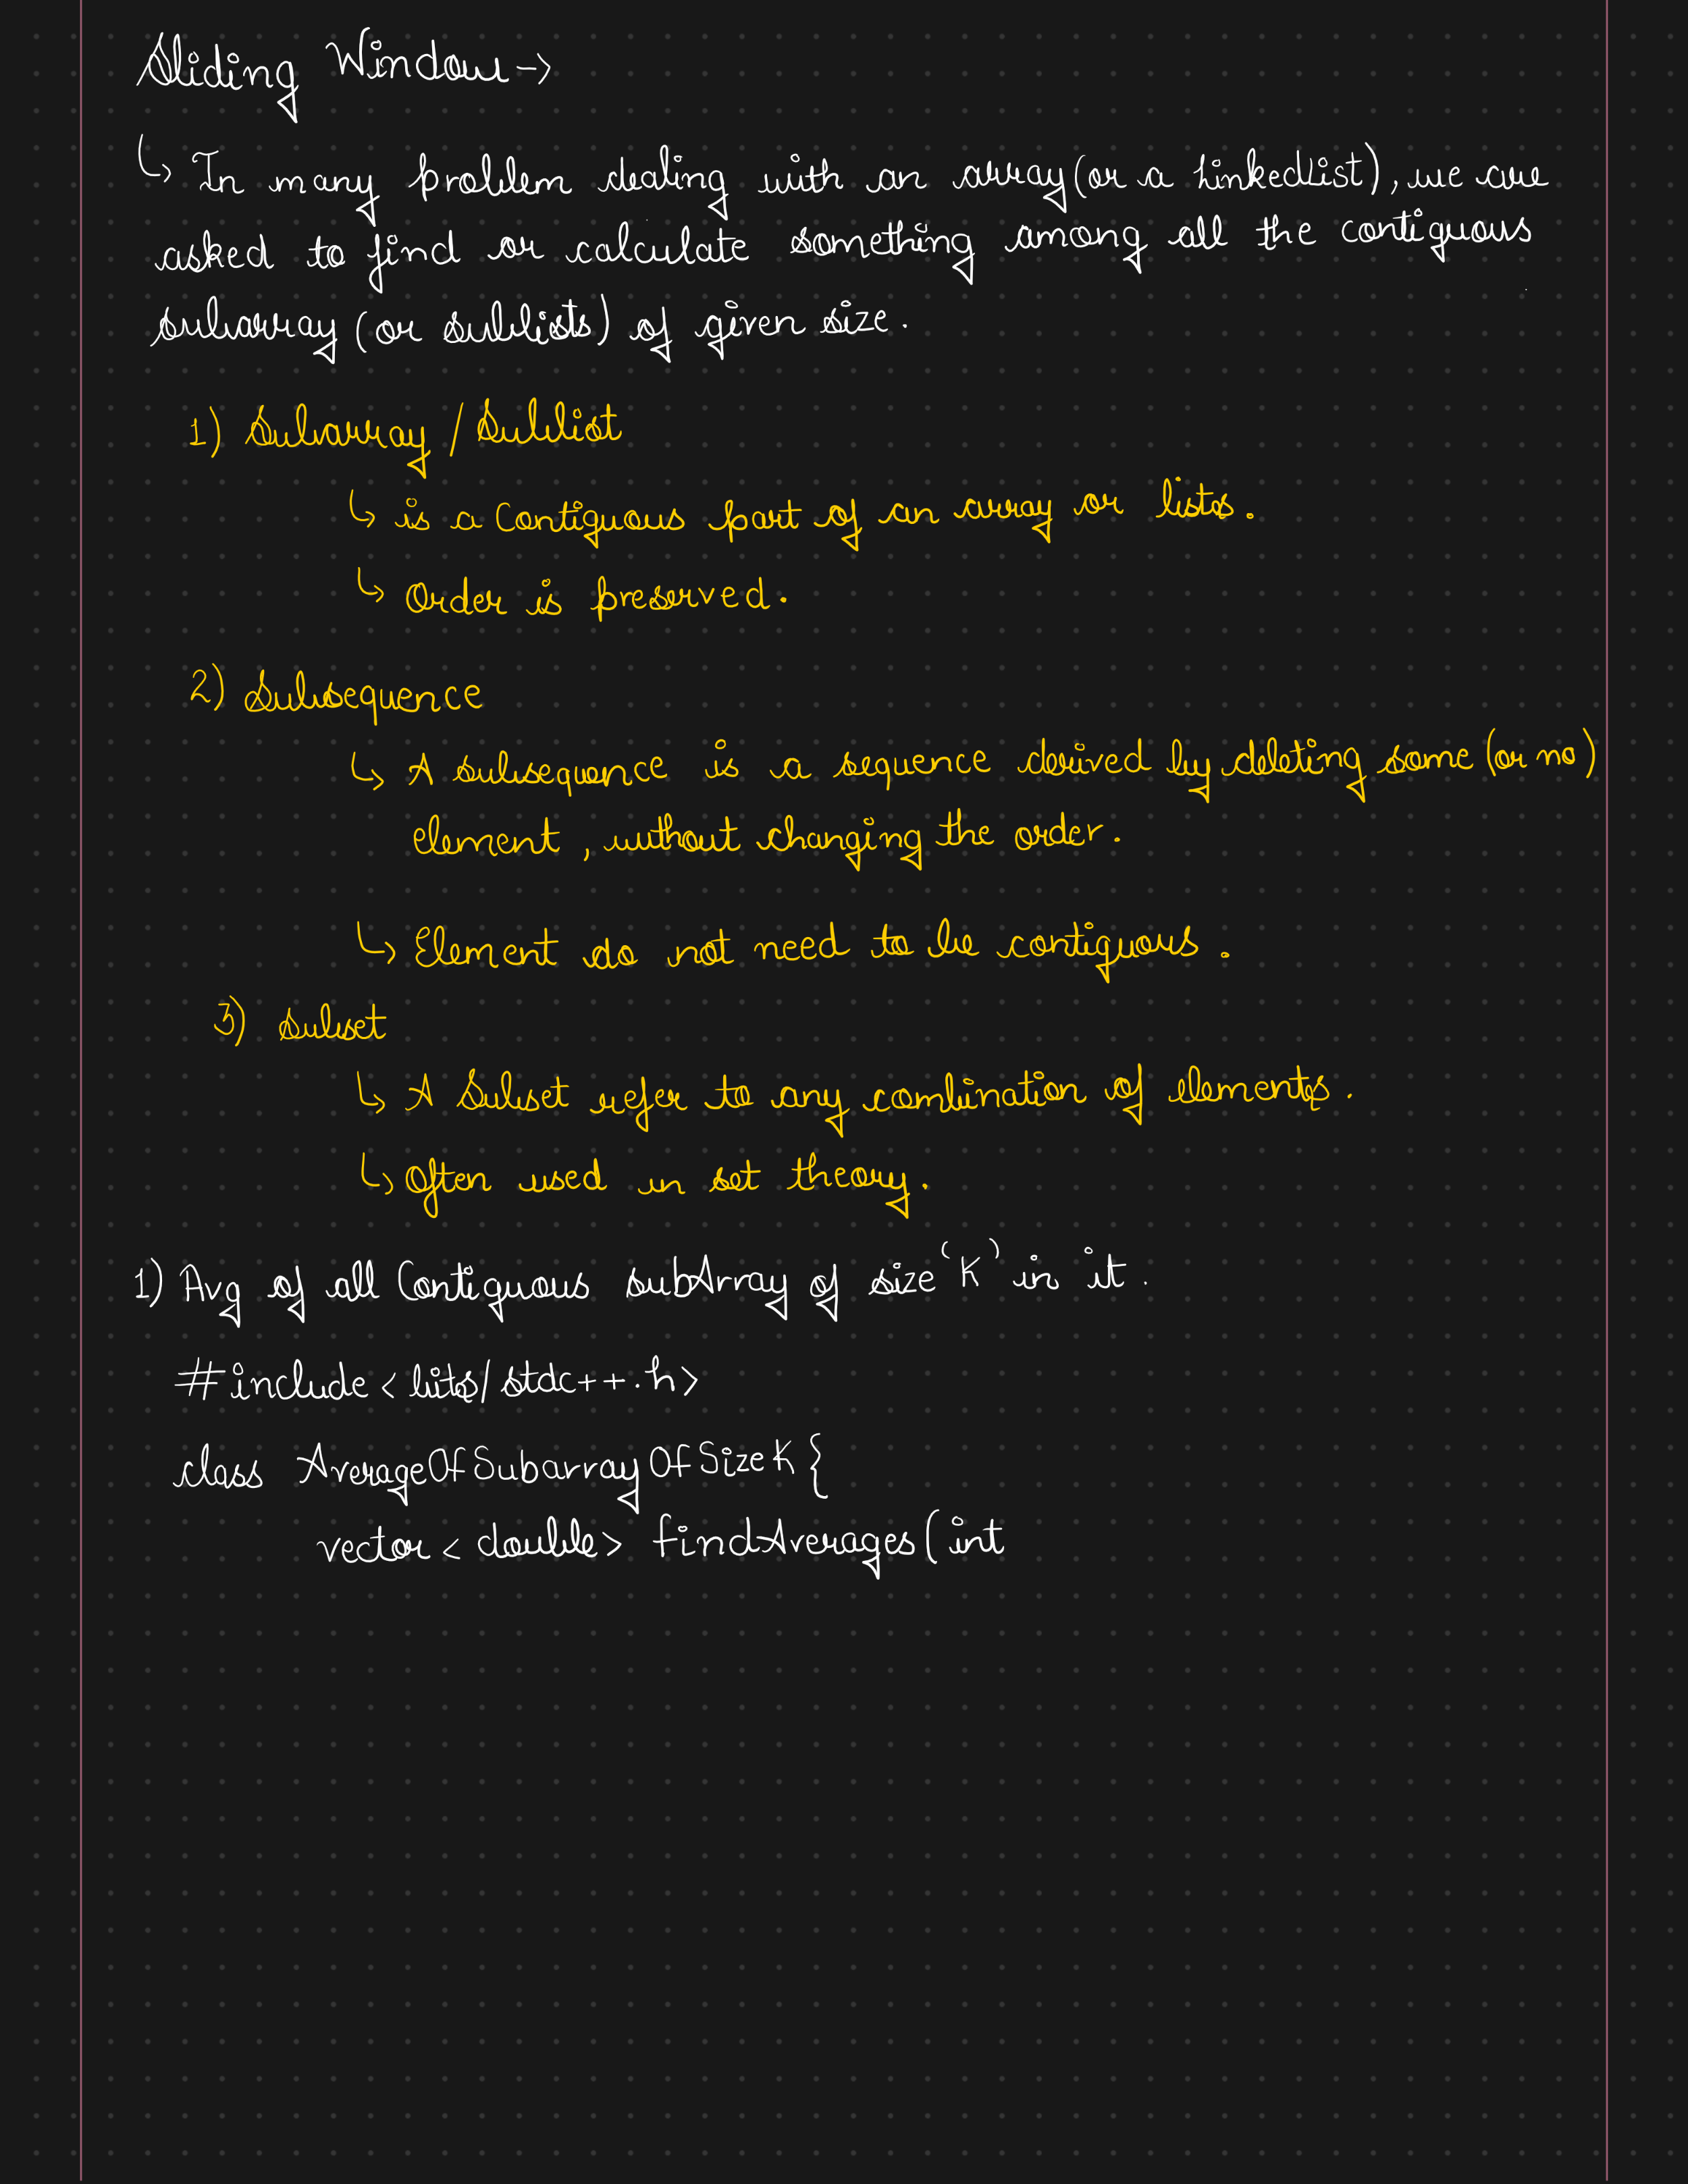 Sliding Window →
↳ In many problem dealing with an array (or a LinkedList), we are
asked to find or calculate something among all the contiguous
subarray (or sublists) of given size.
1) Subarray / Sublist
↳ is a Contiguous part of an array or lists.
↳ Order is preserved.
2) Subsequence
↳ A subsequence is a sequence derived by deleting some (or no)
element, without changing the order.
↳ Element do not need to be contiguous.
3) Subset
↳ A Subset refer to any combination of elements.
↳ Often used in set theory.
1) Avg of all Contiguous subArray of size 'K' in it.
#include <bits/stdc++.h>
class AverageOfSubarrayOfSizeK {
vector<double> findAverages(int